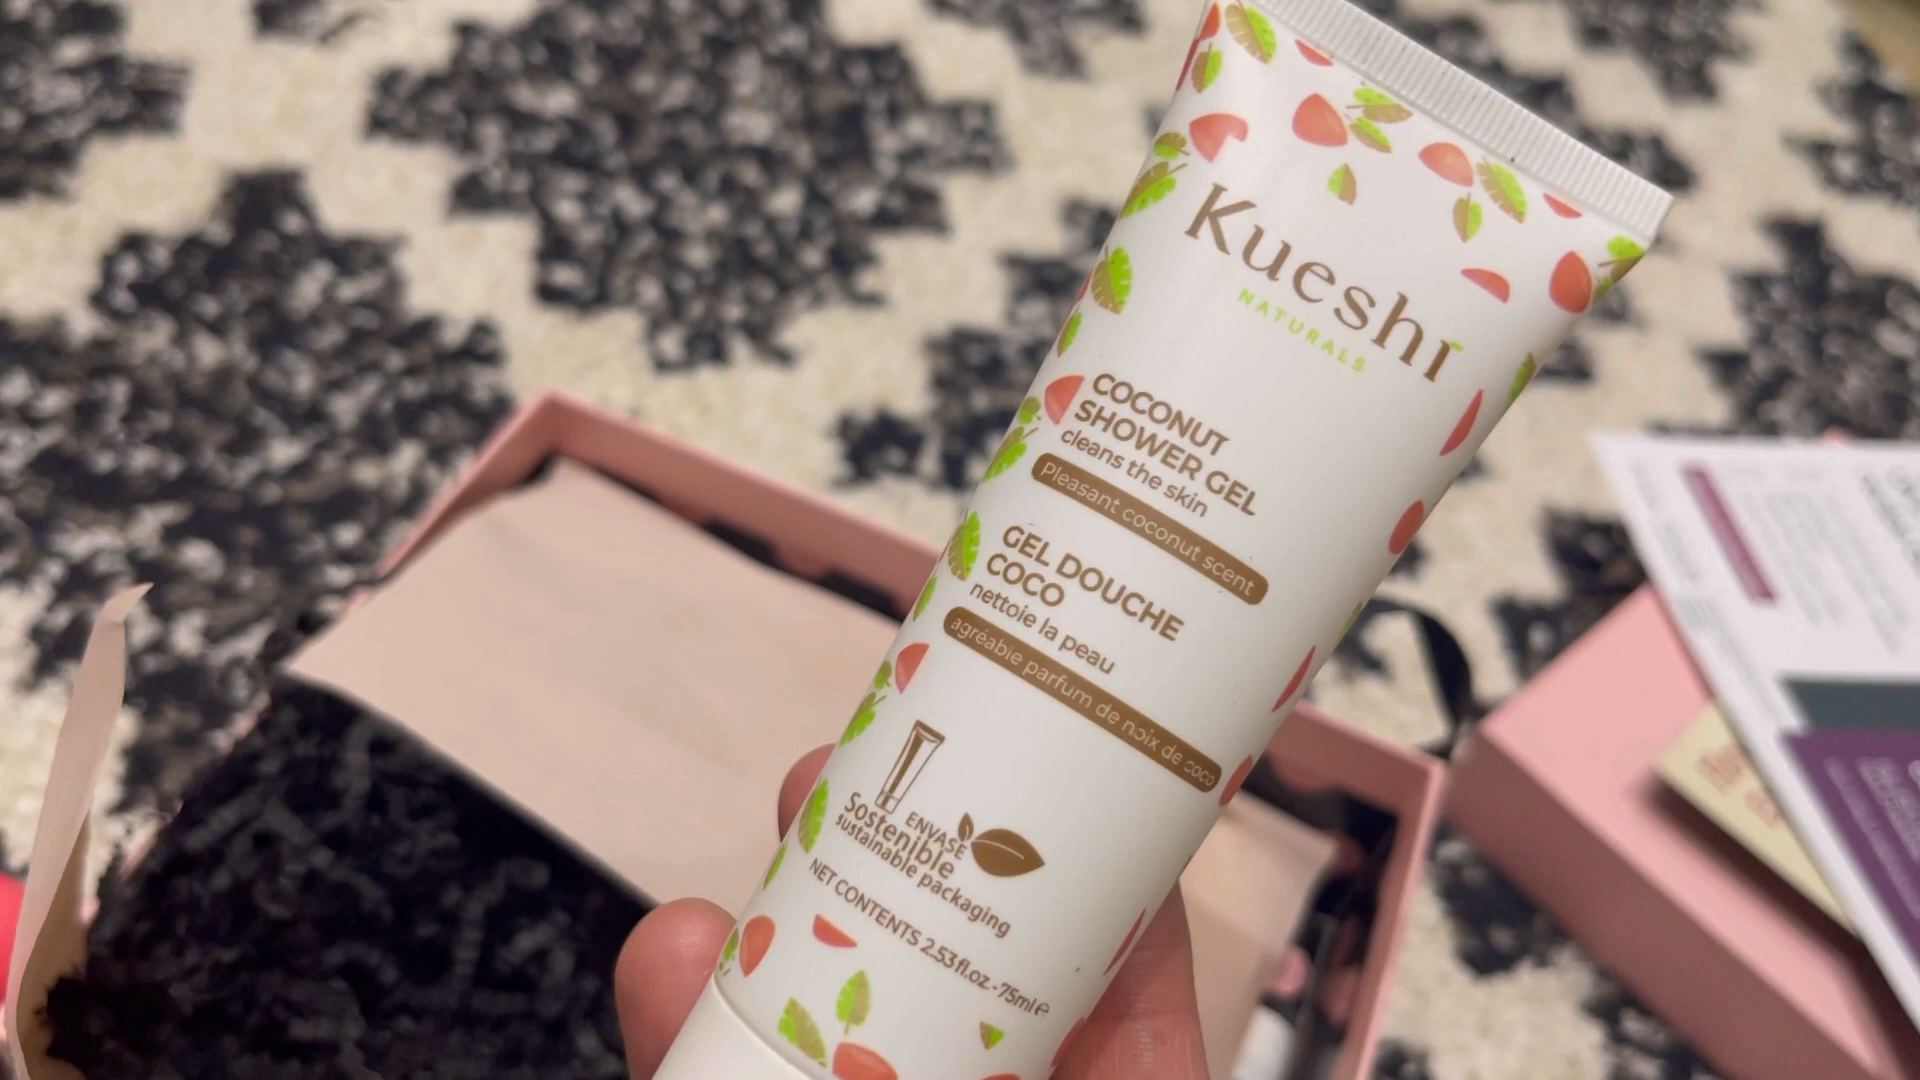 Kueshi
NATURALS
COCONUT
SHOWER GEL
cleans the skin
Pleasant coconut scent
GEL DOUCHE
COCO
nettoie la peau
agréable parfum de noix de coco
ENVASE
Sostenible
sustainable packaging
NET CONTENTS 2.53 fl.oz.-75ml ℮